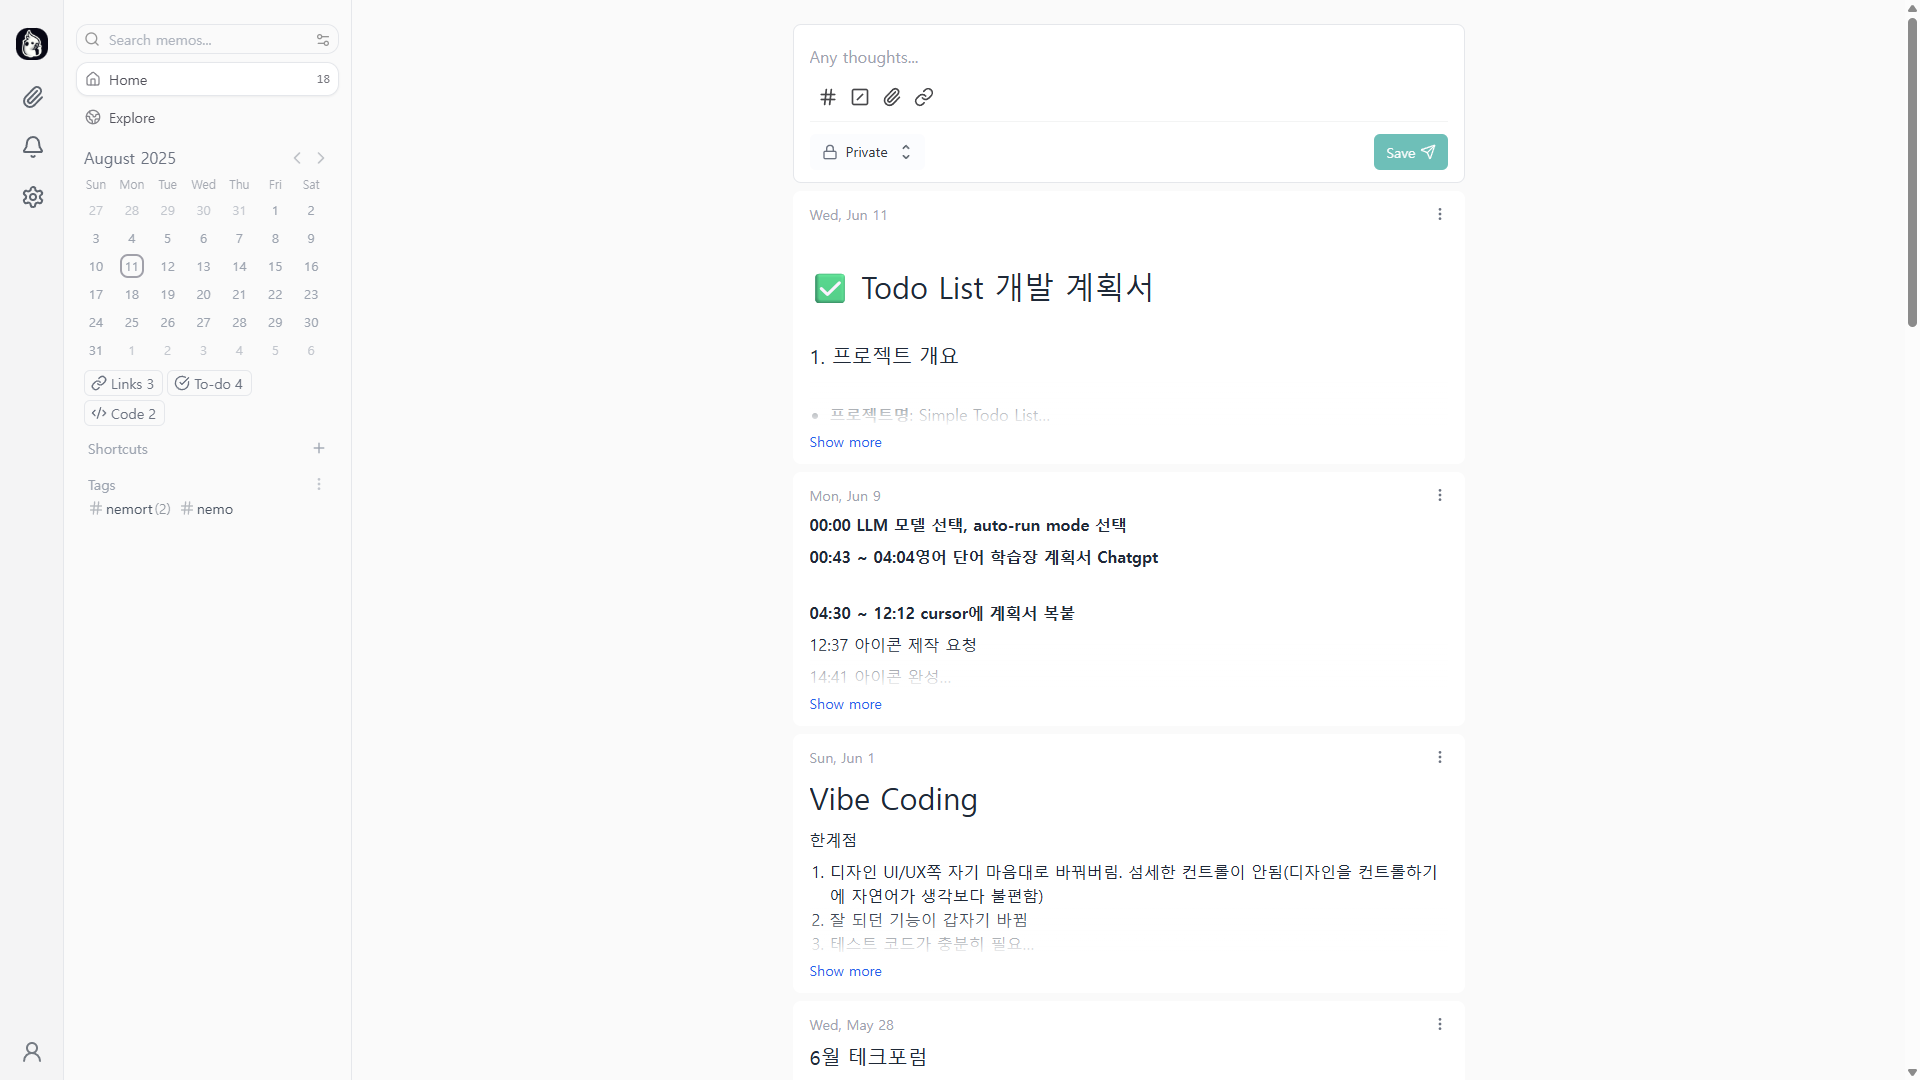 Search memos...
Home 18
Explore
August 2025
Sun Mon Tue Wed Thu Fri Sat
27 28 29 30 31 1 2
3 4 5 6 7 8 9
10 11 12 13 14 15 16
17 18 19 20 21 22 23
24 25 26 27 28 29 30
31 1 2 3 4 5 6
Links 3 To-do 4
</> Code 2
Shortcuts
Tags
# nemort (2) # nemo
Any thoughts...
Private
Save
Wed, Jun 11
✅ Todo List 개발 계획서
1. 프로젝트 개요
• 프로젝트명: Simple Todo List...
Show more
Mon, Jun 9
00:00 LLM 모델 선택, auto-run mode 선택
00:43 ~ 04:04영어 단어 학습장 계획서 Chatgpt
04:30 ~ 12:12 cursor에 계획서 복붙
12:37 아이콘 제작 요청
14:41 아이콘 완성...
Show more
Sun, Jun 1
Vibe Coding
한계점
1. 디자인 UI/UX쪽 자기 마음대로 바꿔버림. 섬세한 컨트롤이 안됨(디자인을 컨트롤하기
에 자연어가 생각보다 불편함)
2. 잘 되던 기능이 갑자기 바뀜
3. 테스트 코드가 충분히 필요...
Show more
Wed, May 28
6월 테크포럼